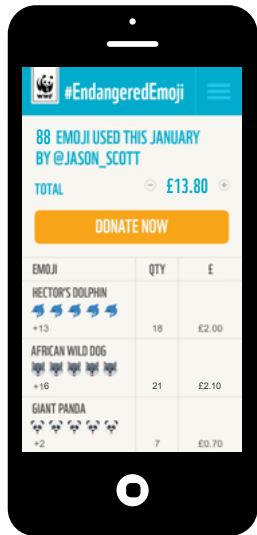 WWF
#EndangeredEmoji
88 EMOJI USED THIS JANUARY
BY @JASON_SCOTT
TOTAL £13.80
DONATE NOW
EMOJI QTY £
HECTOR'S DOLPHIN
+13 18 £2.00
AFRICAN WILD DOG
+16 21 £2.10
GIANT PANDA
+2 7 £0.70